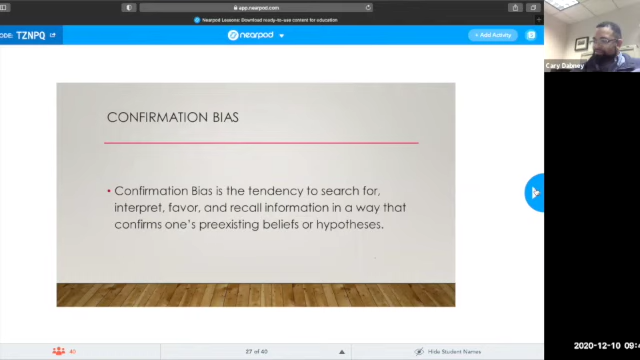 app.nearpod.com
Nearpod Lessons: Download ready-to-use content for education
ODE: TZNPQ
nearpod
+ Add Activity
Cary Dabney
CONFIRMATION BIAS
• Confirmation Bias is the tendency to search for,
interpret, favor, and recall information in a way that
confirms one's preexisting beliefs or hypotheses.
40
27 of 40
Hide Student Names
2020-12-10 09:4